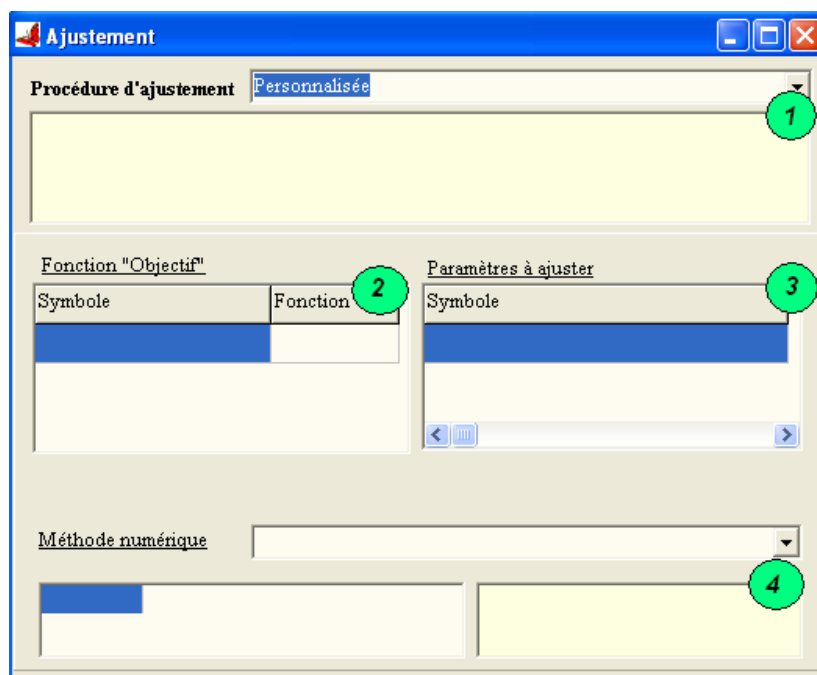 Ajustement
Procédure d'ajustement Personnalisée
1
Fonction "Objectif"
Paramètres à ajuster
2
3
Symbole Fonction
Symbole
Méthode numérique
4